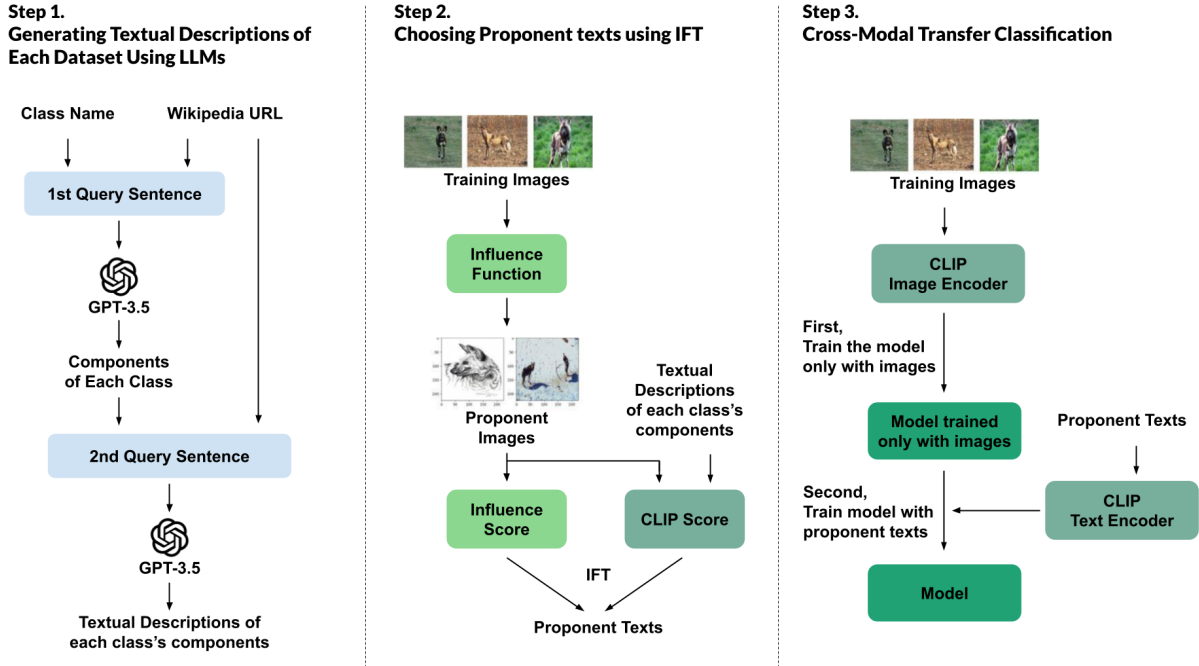 Step 1.
Generating Textual Descriptions of
Each Dataset Using LLMs
Class Name
Wikipedia URL
1st Query Sentence
GPT-3.5
Components
of Each Class
2nd Query Sentence
GPT-3.5
Textual Descriptions of
each class's components
Step 2.
Choosing Proponent texts using IFT
Training Images
Influence
Function
Proponent
Images
Textual
Descriptions
of each class's
components
Influence
Score
CLIP Score
IFT
Proponent Texts
Step 3.
Cross-Modal Transfer Classification
Training Images
CLIP
Image Encoder
First,
Train the model
only with images
Model trained
only with images
Proponent Texts
Second,
Train model with
proponent texts
CLIP
Text Encoder
Model